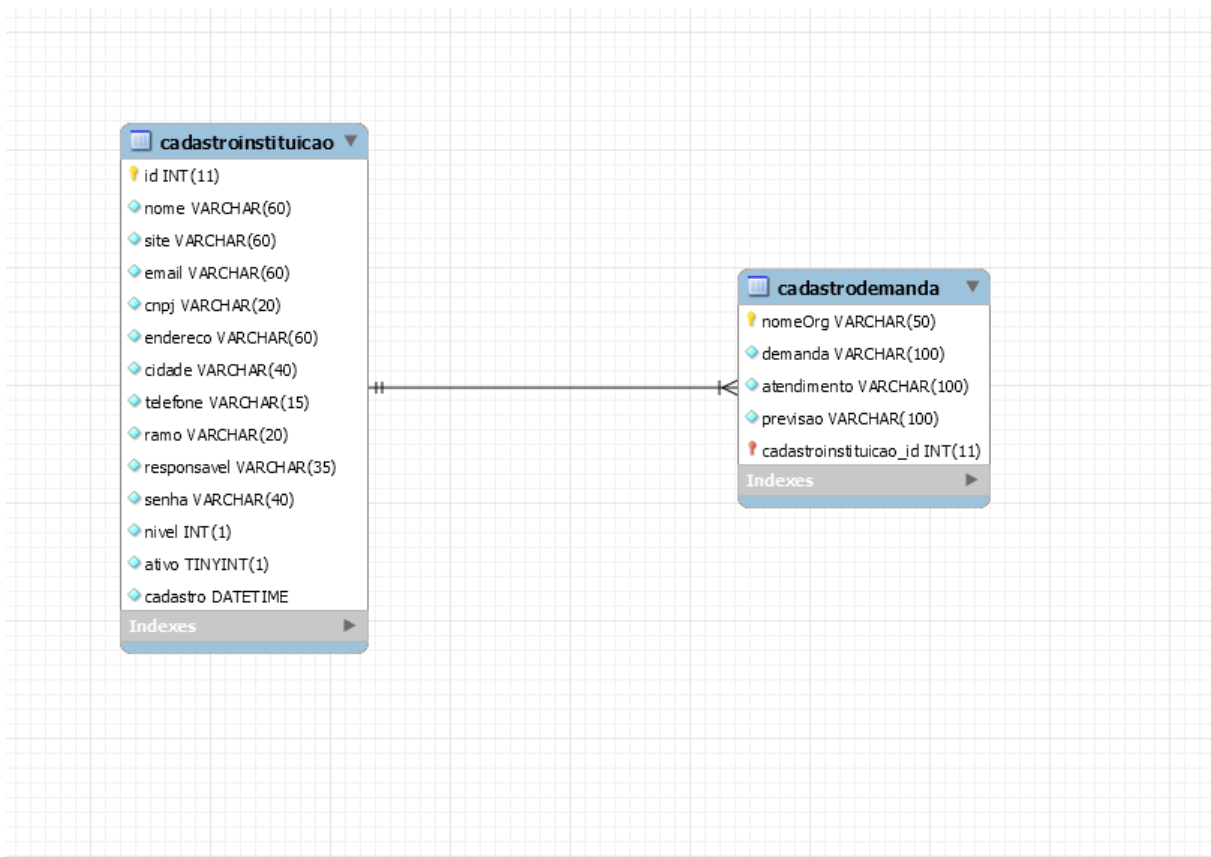 cadastroinstituicao
id INT(11)
nome VARCHAR(60)
site VARCHAR(60)
email VARCHAR(60)
cnpj VARCHAR(20)
endereco VARCHAR(60)
cidade VARCHAR(40)
telefone VARCHAR(15)
ramo VARCHAR(20)
responsavel VARCHAR(35)
senha VARCHAR(40)
nivel INT(1)
ativo TINYINT(1)
cadastro DATETIME
Indexes
cadastrodemanda
nomeOrg VARCHAR(50)
demanda VARCHAR(100)
atendimento VARCHAR(100)
previsao VARCHAR(100)
cadastroinstituicao_id INT(11)
Indexes